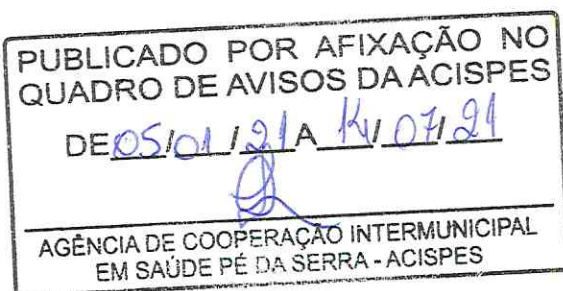 PUBLICADO POR AFIXAÇÃO NO
QUADRO DE AVISOS DA ACISPES
DE 05/01/21 A 14/07/21
AGÊNCIA DE COOPERAÇÃO INTERMUNICIPAL
EM SAÚDE PÉ DA SERRA - ACISPES